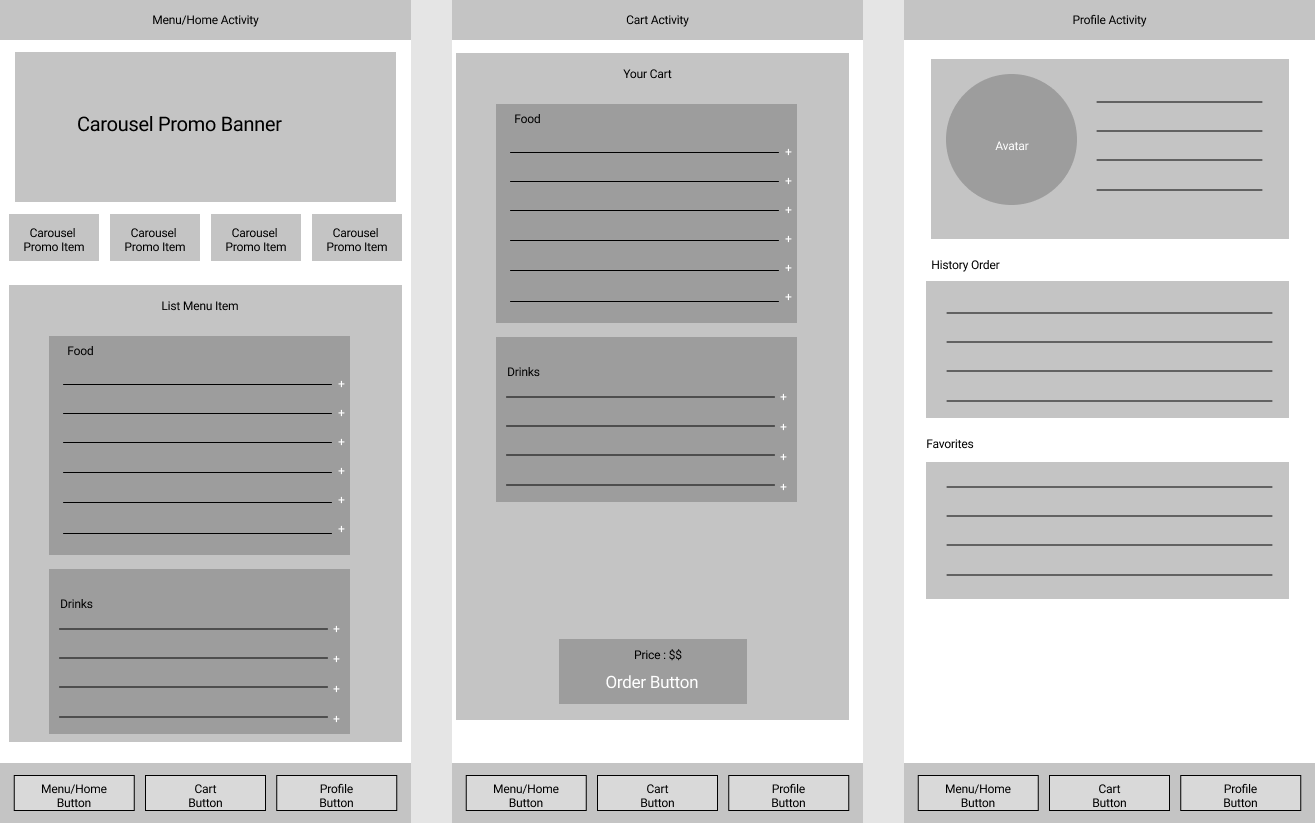 Menu/Home Activity
Carousel Promo Banner
Carousel
Promo Item
Carousel
Promo Item
Carousel
Promo Item
Carousel
Promo Item
List Menu Item
Food
+
+
+
+
+
+
Drinks
+
+
+
+
Menu/Home
Button
Cart
Button
Profile
Button
Cart Activity
Your Cart
Food
+
+
+
+
+
+
Drinks
+
+
+
+
Price : $$
Order Button
Menu/Home
Button
Cart
Button
Profile
Button
Profile Activity
Avatar
History Order
Favorites
Menu/Home
Button
Cart
Button
Profile
Button